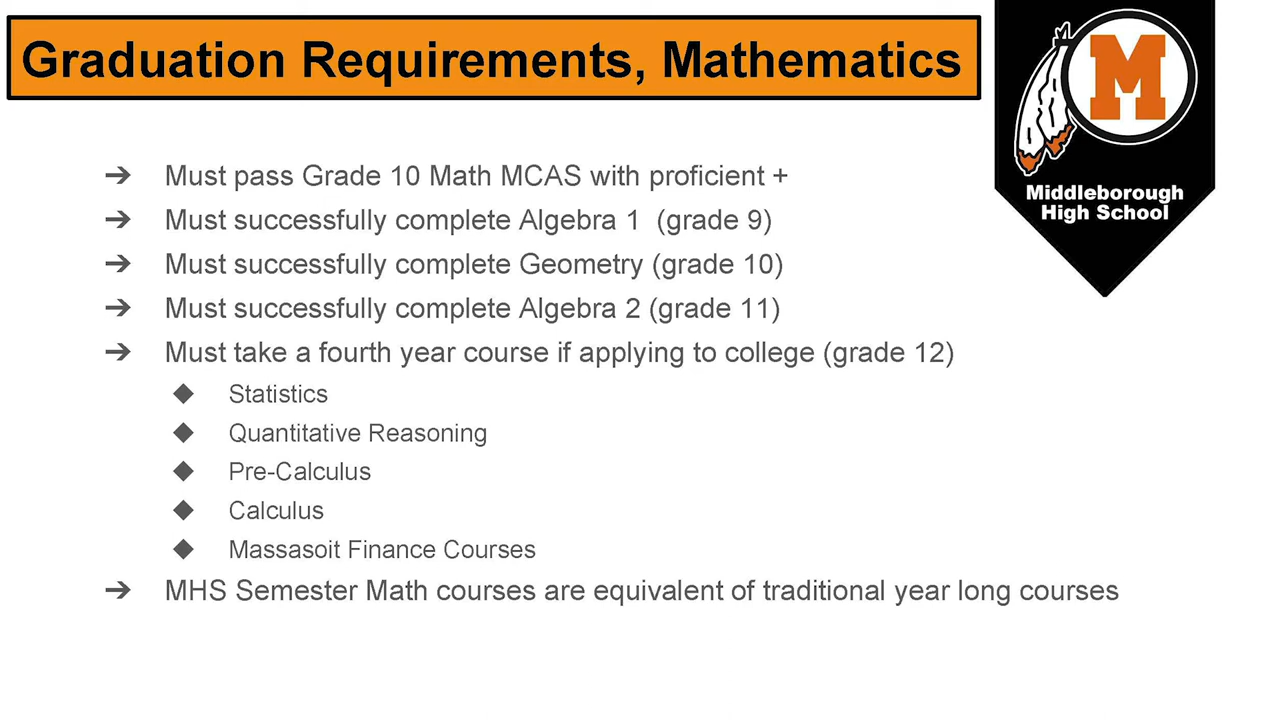 Graduation Requirements, Mathematics
M
Middleborough
High School
➔ Must pass Grade 10 Math MCAS with proficient +
➔ Must successfully complete Algebra 1 (grade 9)
➔ Must successfully complete Geometry (grade 10)
➔ Must successfully complete Algebra 2 (grade 11)
➔ Must take a fourth year course if applying to college (grade 12)
◆ Statistics
◆ Quantitative Reasoning
◆ Pre-Calculus
◆ Calculus
◆ Massasoit Finance Courses
➔ MHS Semester Math courses are equivalent of traditional year long courses